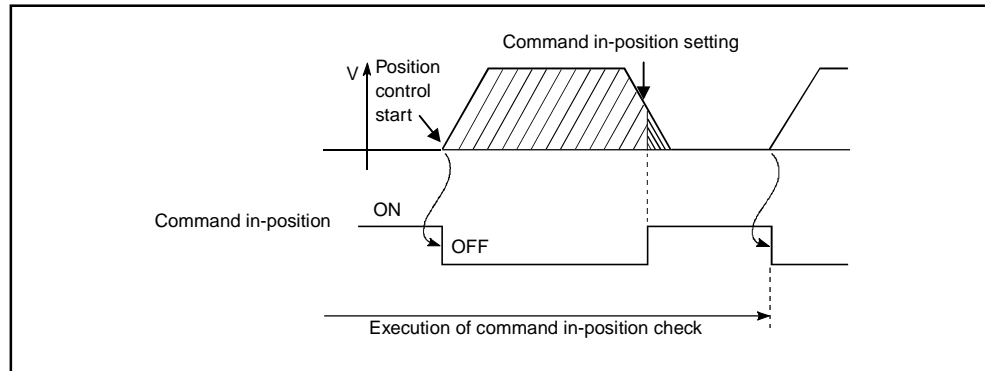 Command in-position setting
V
Position
control
start
ON
Command in-position
OFF
Execution of command in-position check